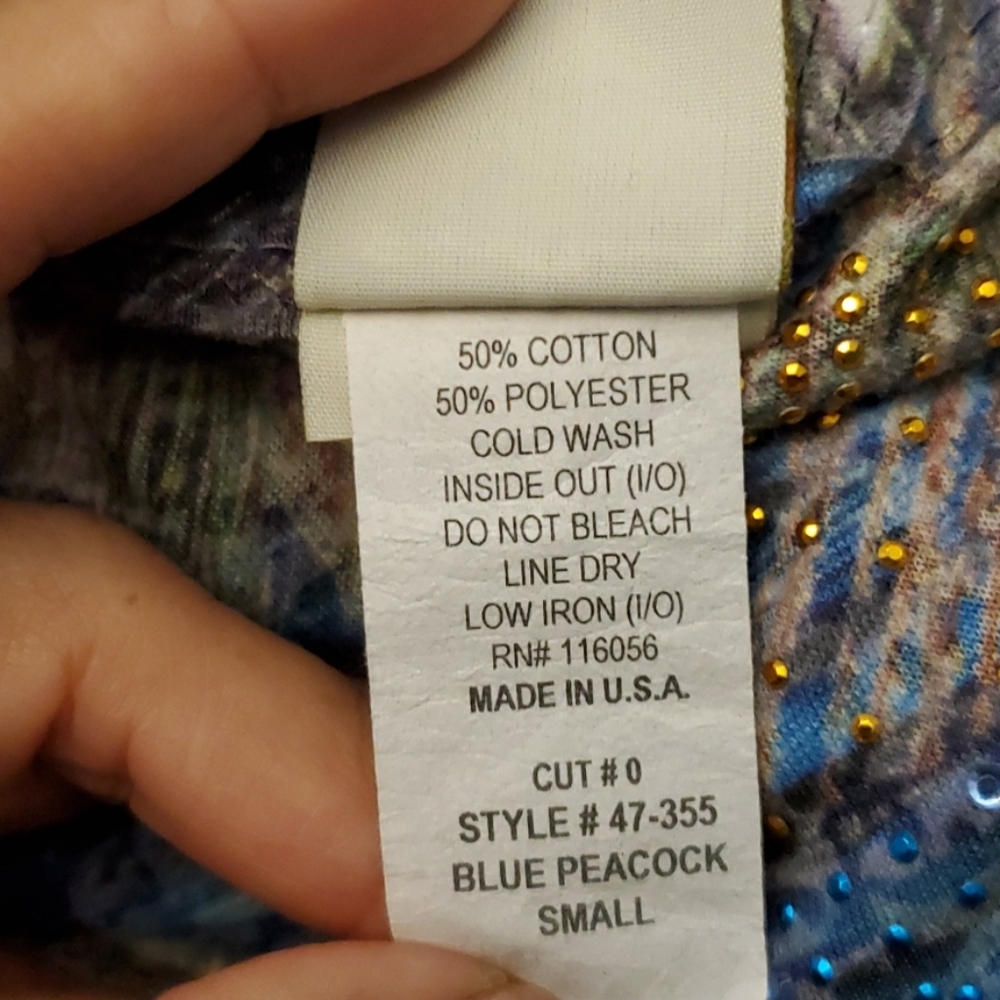 50% COTTON
50% POLYESTER
COLD WASH
INSIDE OUT (I/O)
DO NOT BLEACH
LINE DRY
LOW IRON (I/O)
RN# 116056
MADE IN U.S.A.
CUT # 0
STYLE # 47-355
BLUE PEACOCK
SMALL